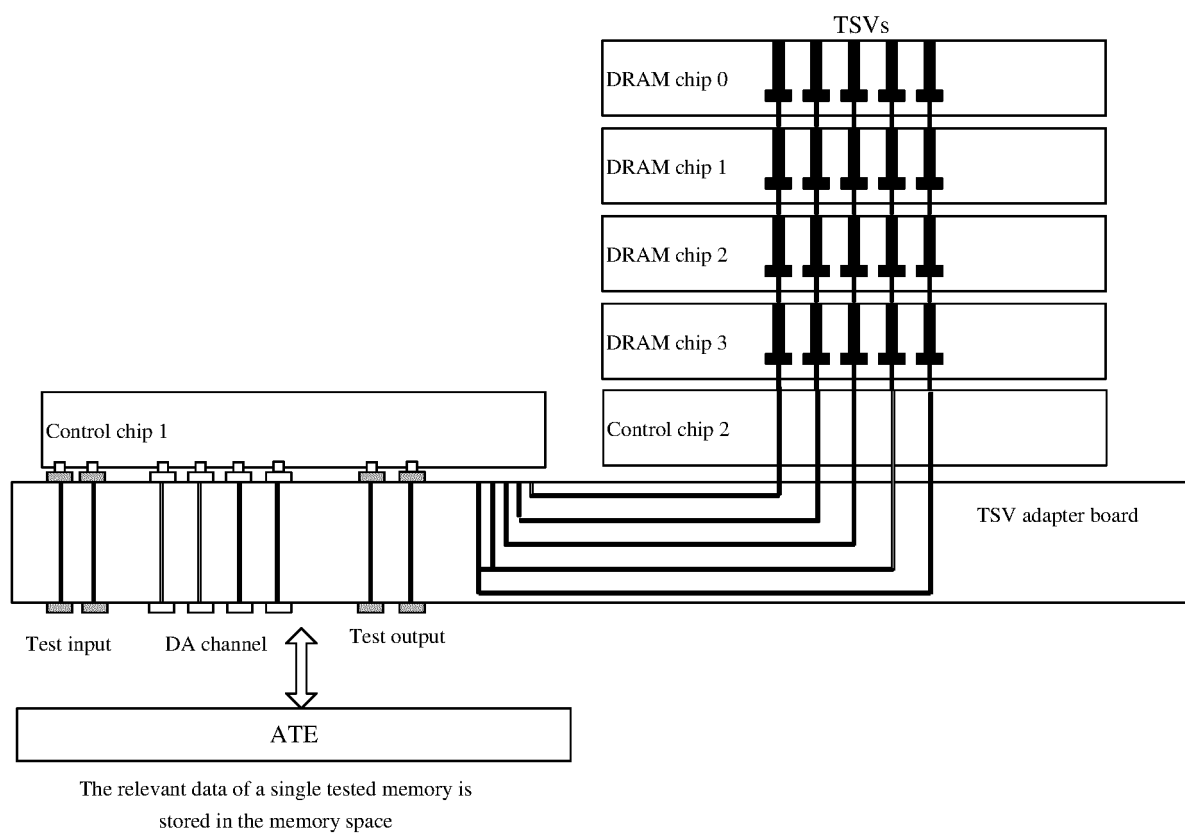 TSVs
DRAM chip 0
DRAM chip 1
DRAM chip 2
DRAM chip 3
Control chip 1
Control chip 2
TSV adapter board
Test input
DA channel
Test output
ATE
The relevant data of a single tested memory is
stored in the memory space